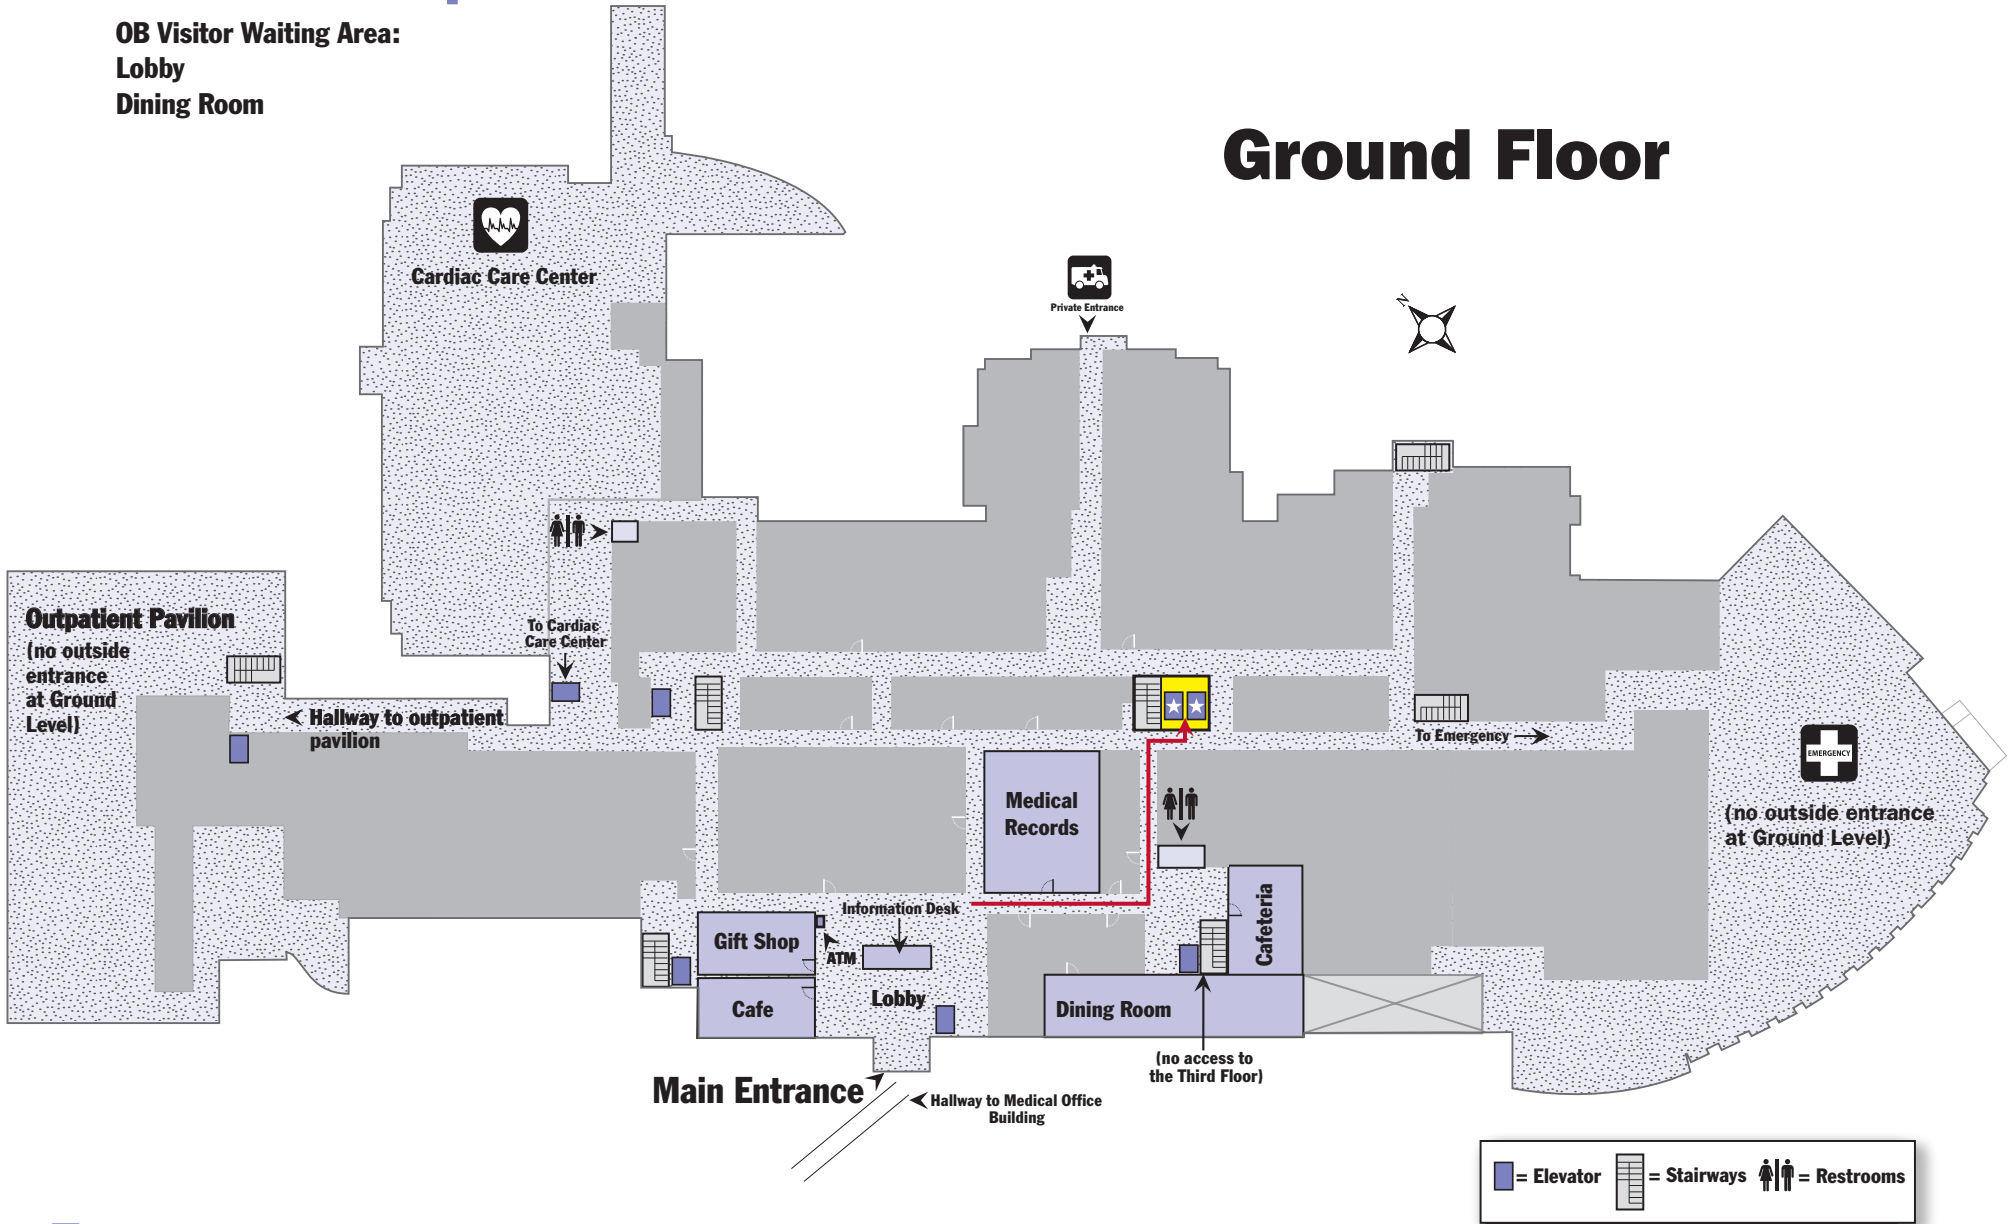 OB Visitor Waiting Area:
Lobby
Dining Room
Ground Floor
Cardiac Care Center
Private Entrance
N
Outpatient Pavilion
(no outside
entrance
at Ground
Level)
To Cardiac
Care Center
Hallway to outpatient
pavilion
To Emergency
EMERGENCY
(no outside entrance
at Ground Level)
Medical
Records
Information Desk
Gift Shop
ATM
Cafeteria
Lobby
Cafe
Dining Room
(no access to
the Third Floor)
Main Entrance
Hallway to Medical Office
Building
= Elevator
= Stairways
= Restrooms